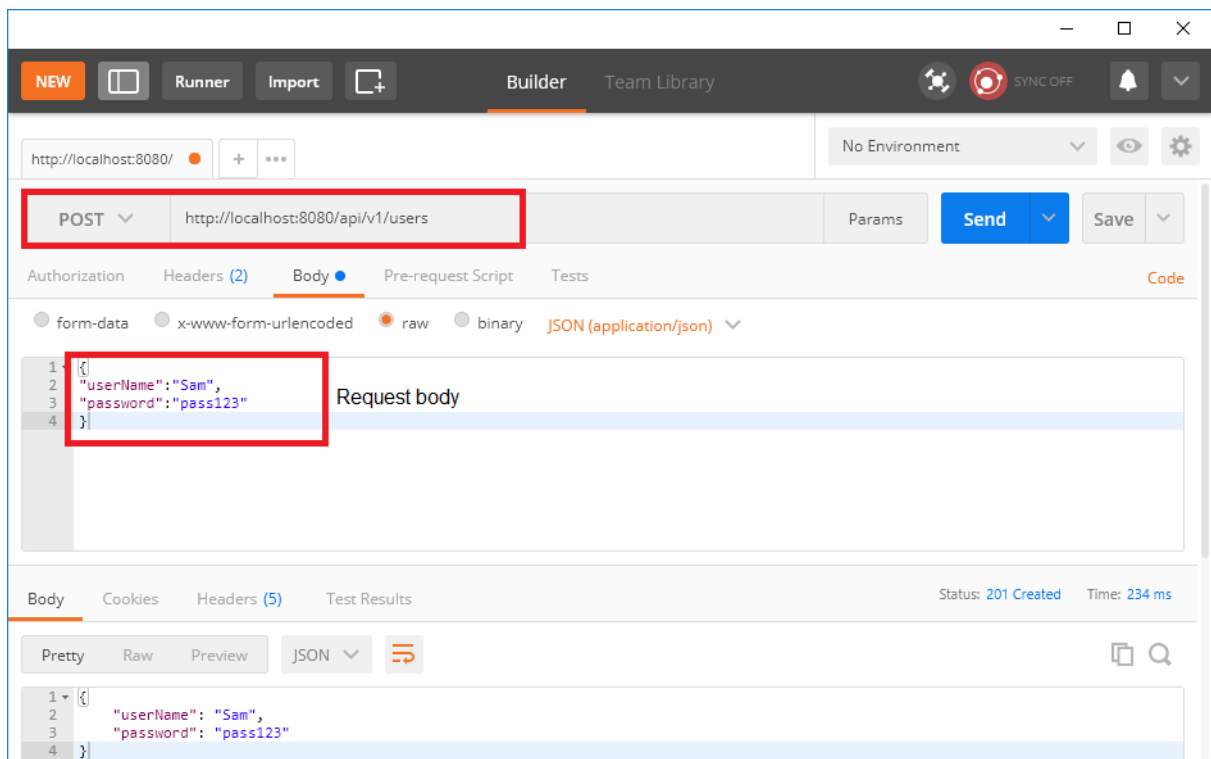 NEW Runner Import Builder Team Library SYNC OFF
http://localhost:8080/ + ••• No Environment
POST http://localhost:8080/api/v1/users Params Send Save
Authorization Headers (2) Body Pre-request Script Tests Code
form-data x-www-form-urlencoded raw binary JSON (application/json)
1 {
2 "userName":"Sam",
3 "password":"pass123"
4 }
Request body
Body Cookies Headers (5) Test Results Status: 201 Created Time: 234 ms
Pretty Raw Preview JSON
1 {
2 "userName": "Sam",
3 "password": "pass123"
4 }